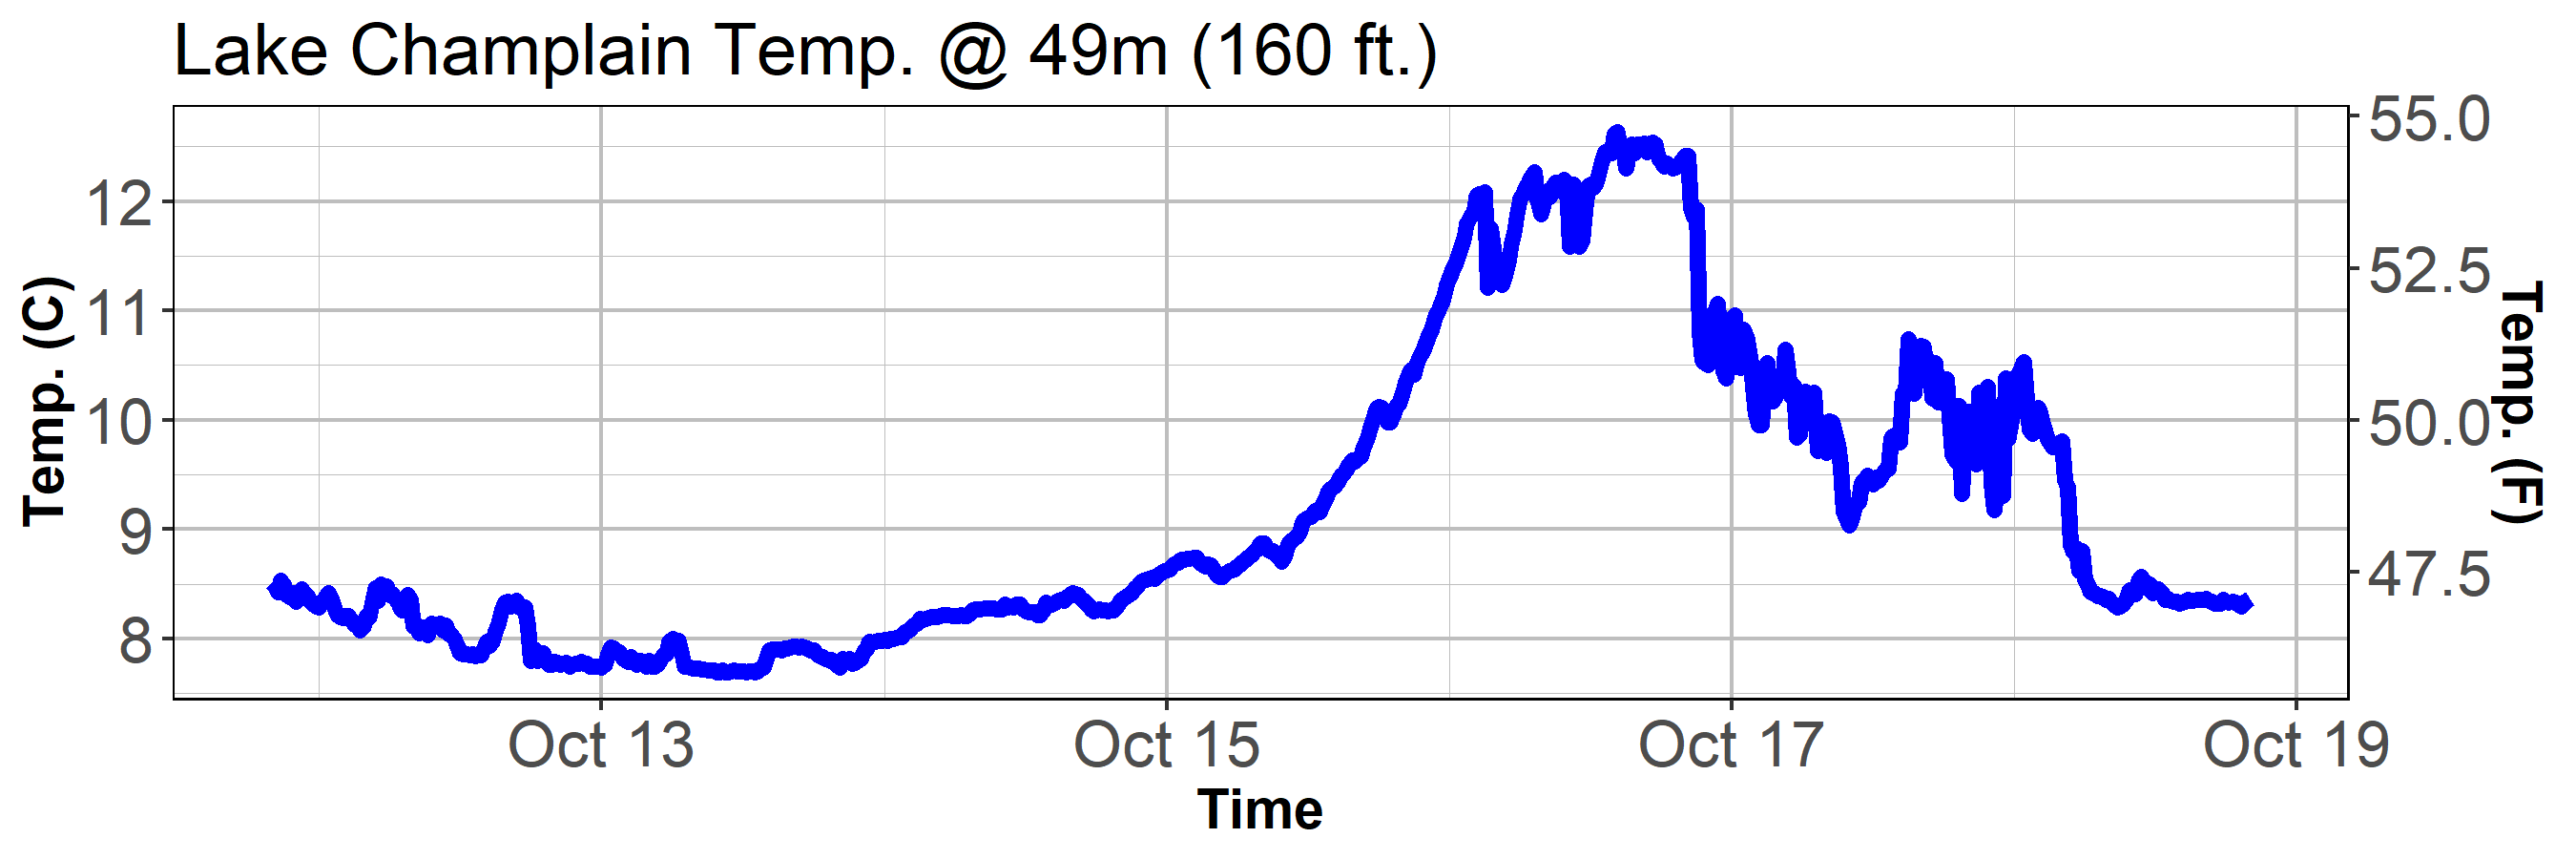 Lake Champlain Temp. @ 49m (160 ft.)
Temp. (C)
12
11
10
9
8
55.0
52.5
50.0
47.5
Temp. (F)
Oct 13 Oct 15 Oct 17 Oct 19
Time